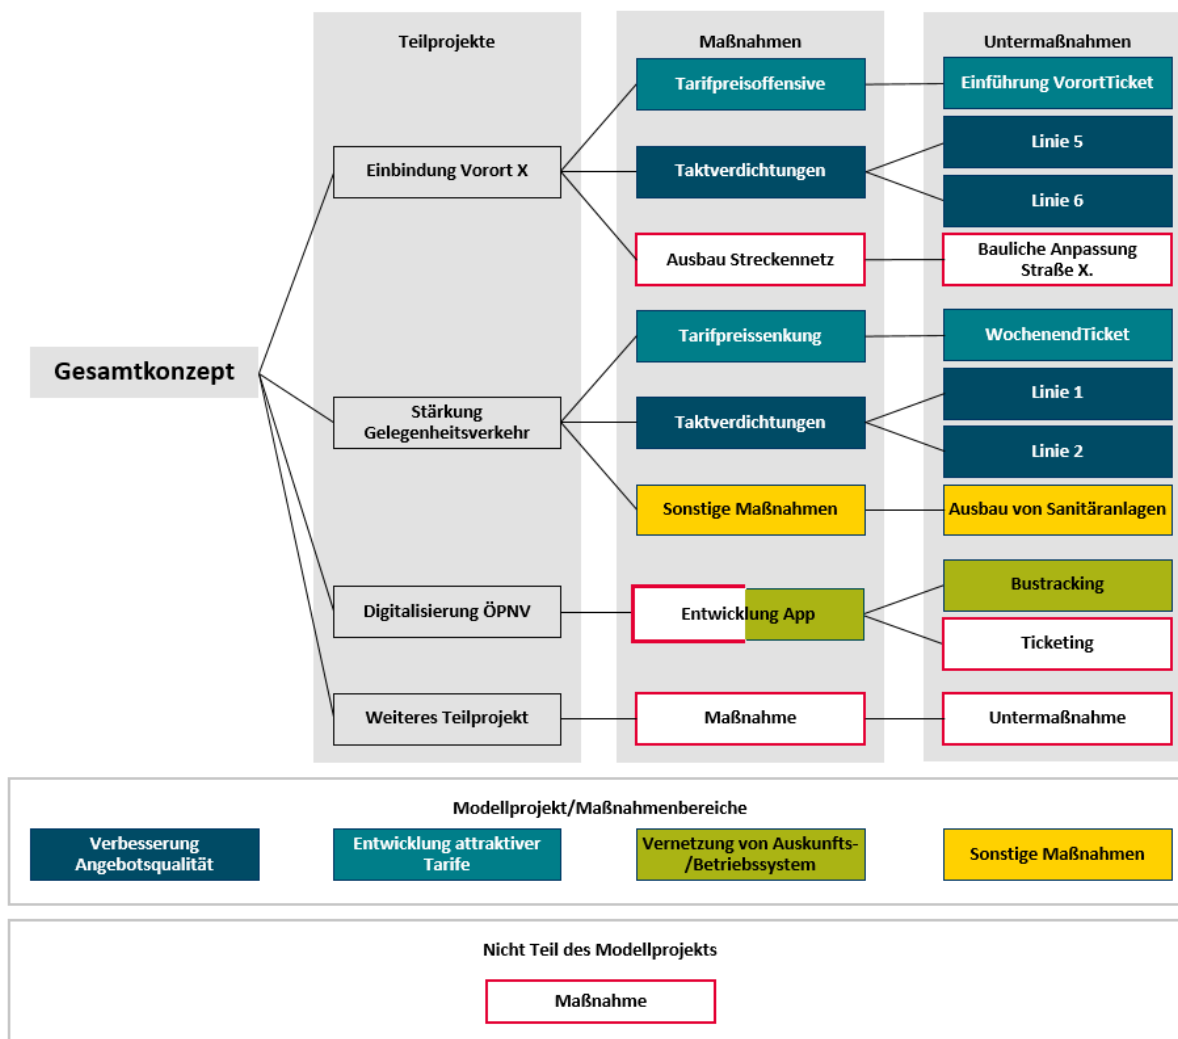 Teilprojekte
Maßnahmen
Untermaßnahmen
Tarifpreisoffensive
Einführung VorortTicket
Einbindung Vorort X
Taktverdichtungen
Linie 5
Linie 6
Ausbau Streckennetz
Bauliche Anpassung
Straße X.
Gesamtkonzept
Tarifpreissenkung
WochenendTicket
Stärkung
Gelegenheitsverkehr
Taktverdichtungen
Linie 1
Linie 2
Sonstige Maßnahmen
Ausbau von Sanitäranlagen
Digitalisierung ÖPNV
Entwicklung App
Bustracking
Ticketing
Weiteres Teilprojekt
Maßnahme
Untermaßnahme
Modellprojekt/Maßnahmenbereiche
Verbesserung
Angebotsqualität
Entwicklung attraktiver
Tarife
Vernetzung von Auskunfts-
/Betriebssystem
Sonstige Maßnahmen
Nicht Teil des Modellprojekts
Maßnahme